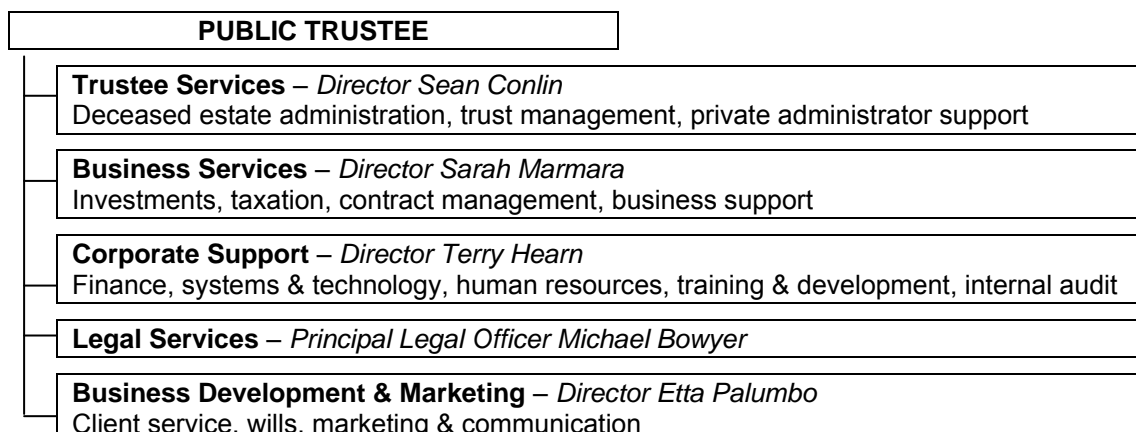 PUBLIC TRUSTEE
Trustee Services – Director Sean Conlin
Deceased estate administration, trust management, private administrator support
Business Services – Director Sarah Marmara
Investments, taxation, contract management, business support
Corporate Support – Director Terry Hearn
Finance, systems & technology, human resources, training & development, internal audit
Legal Services – Principal Legal Officer Michael Bowyer
Business Development & Marketing – Director Etta Palumbo
Client service, wills, marketing & communication